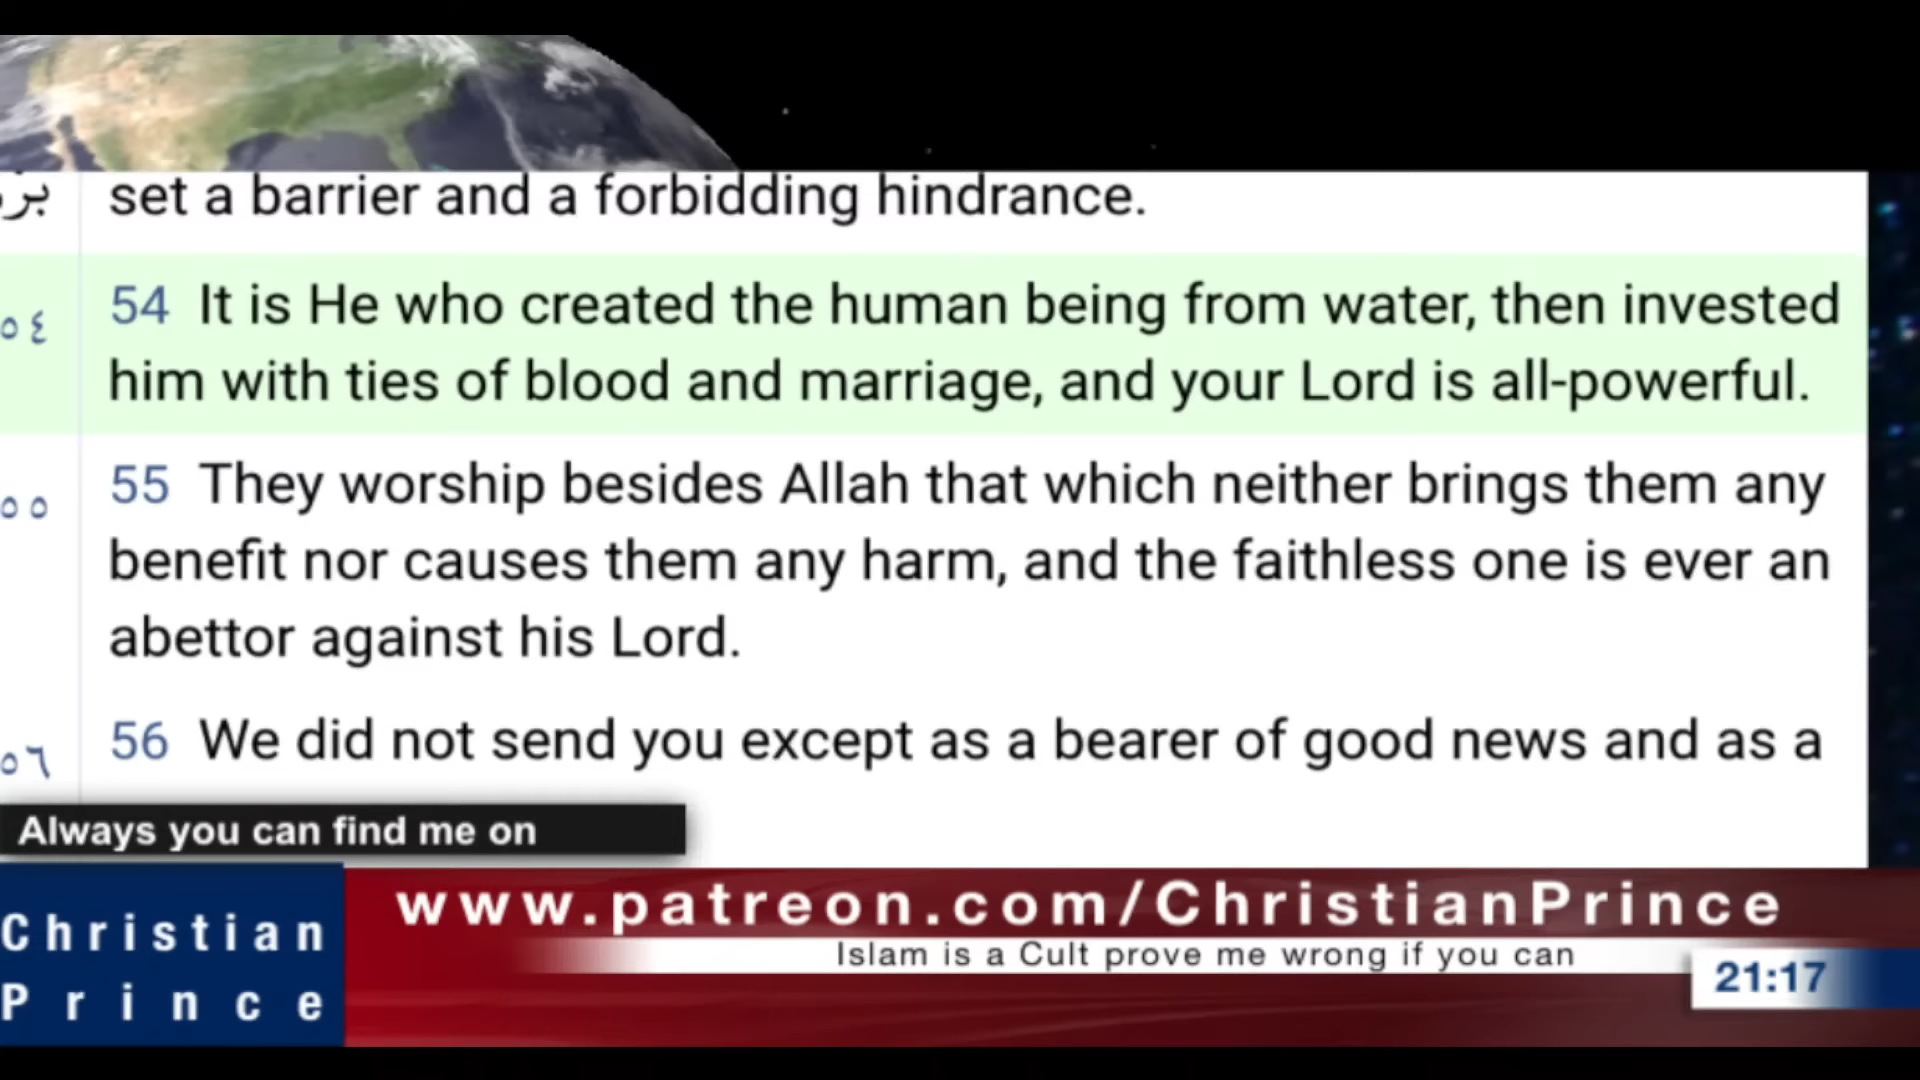 set a barrier and a forbidding hindrance.
٥٤
54 It is He who created the human being from water, then invested
him with ties of blood and marriage, and your Lord is all-powerful.
٥٥
55 They worship besides Allah that which neither brings them any
benefit nor causes them any harm, and the faithless one is ever an
abettor against his Lord.
٥٦
56 We did not send you except as a bearer of good news and as a
Always you can find me on
Christian
Prince
www.patreon.com/ChristianPrince
Islam is a Cult prove me wrong if you can
21:17